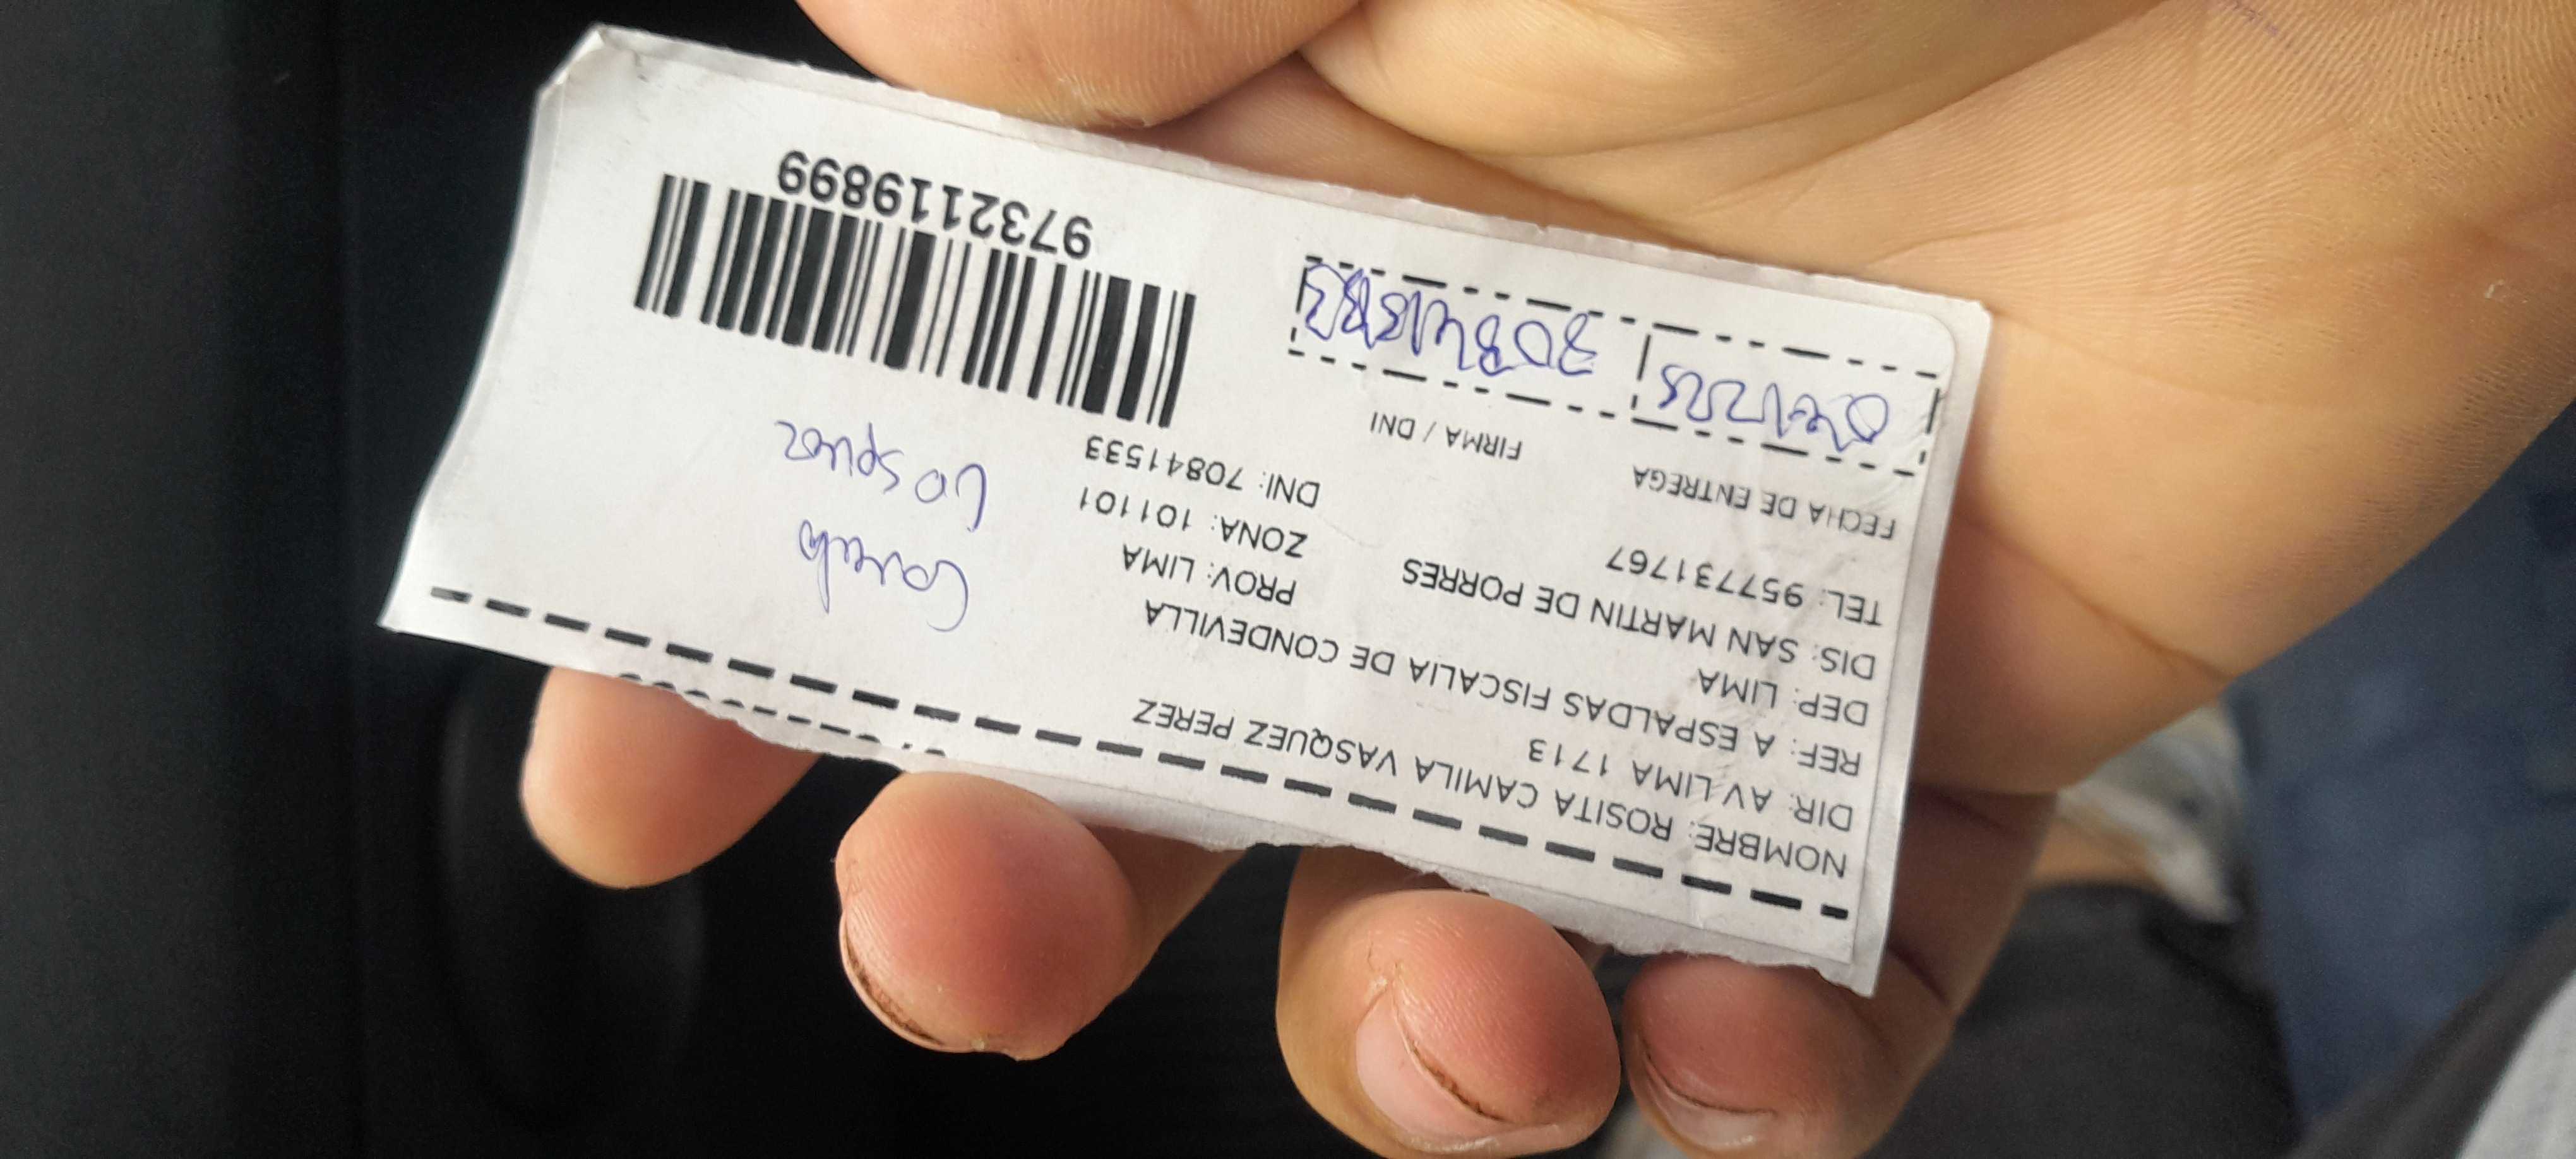 NOMBRE: ROSITA CAMILA VASQUEZ PEREZ
DIR: AV LIMA 1713
REF: A ESPALDAS FISCALIA DE CONDEVILLA
DEP: LIMA PROV: LIMA
DIS: SAN MARTIN DE PORRES ZONA: 101101
TEL: 957731767 DNI: 70841533
FECHA DE ENTREGA FIRMA / DNI
9732119899